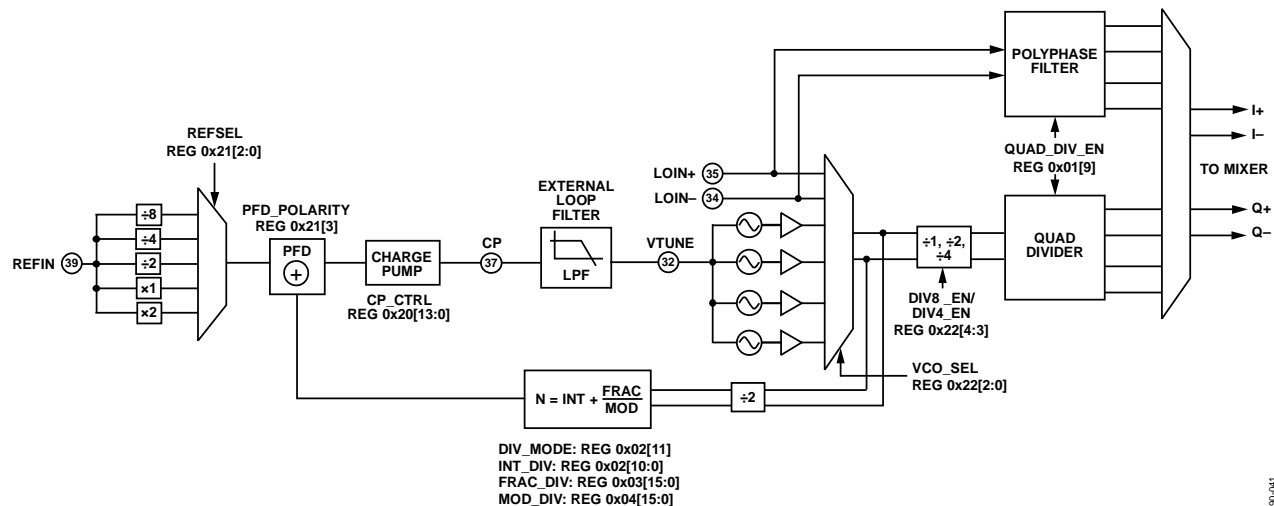 POLYPHASE
FILTER
I+
I–
TO MIXER
Q+
Q–
QUAD_DIV_EN
REG 0x01[9]
QUAD
DIVIDER
REFSEL
REG 0x21[2:0]
LOIN+ 35
LOIN– 34
÷8
÷4
÷2
×1
×2
REFIN 39
PFD_POLARITY
REG 0x21[3]
PFD
+
CHARGE
PUMP
CP_CTRL
REG 0x20[13:0]
CP
37
EXTERNAL
LOOP
FILTER
LPF
VTUNE
32
÷1, ÷2,
÷4
DIV8 _EN/
DIV4_EN
REG 0x22[4:3]
VCO_SEL
REG 0x22[2:0]
N = INT + FRAC
MOD
÷2
DIV_MODE: REG 0x02[11]
INT_DIV: REG 0x02[10:0]
FRAC_DIV: REG 0x03[15:0]
MOD_DIV: REG 0x04[15:0]